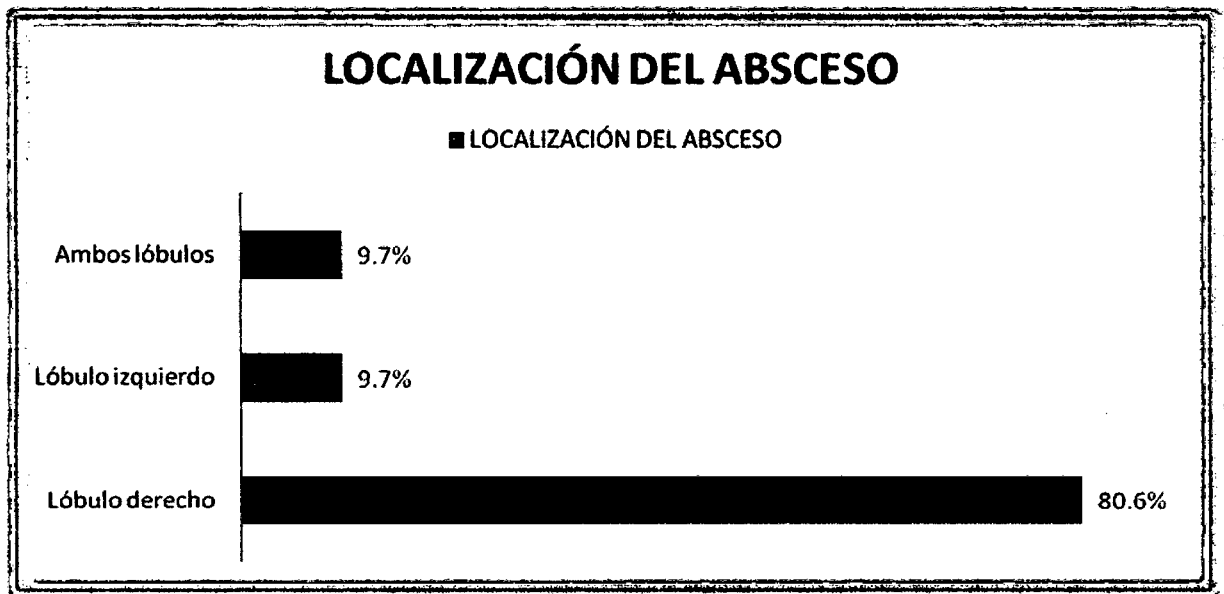 LOCALIZACIÓN DEL ABSCESO
LOCALIZACIÓN DEL ABSCESO
Ambos lóbulos 9.7%
Lóbulo izquierdo 9.7%
Lóbulo derecho 80.6%